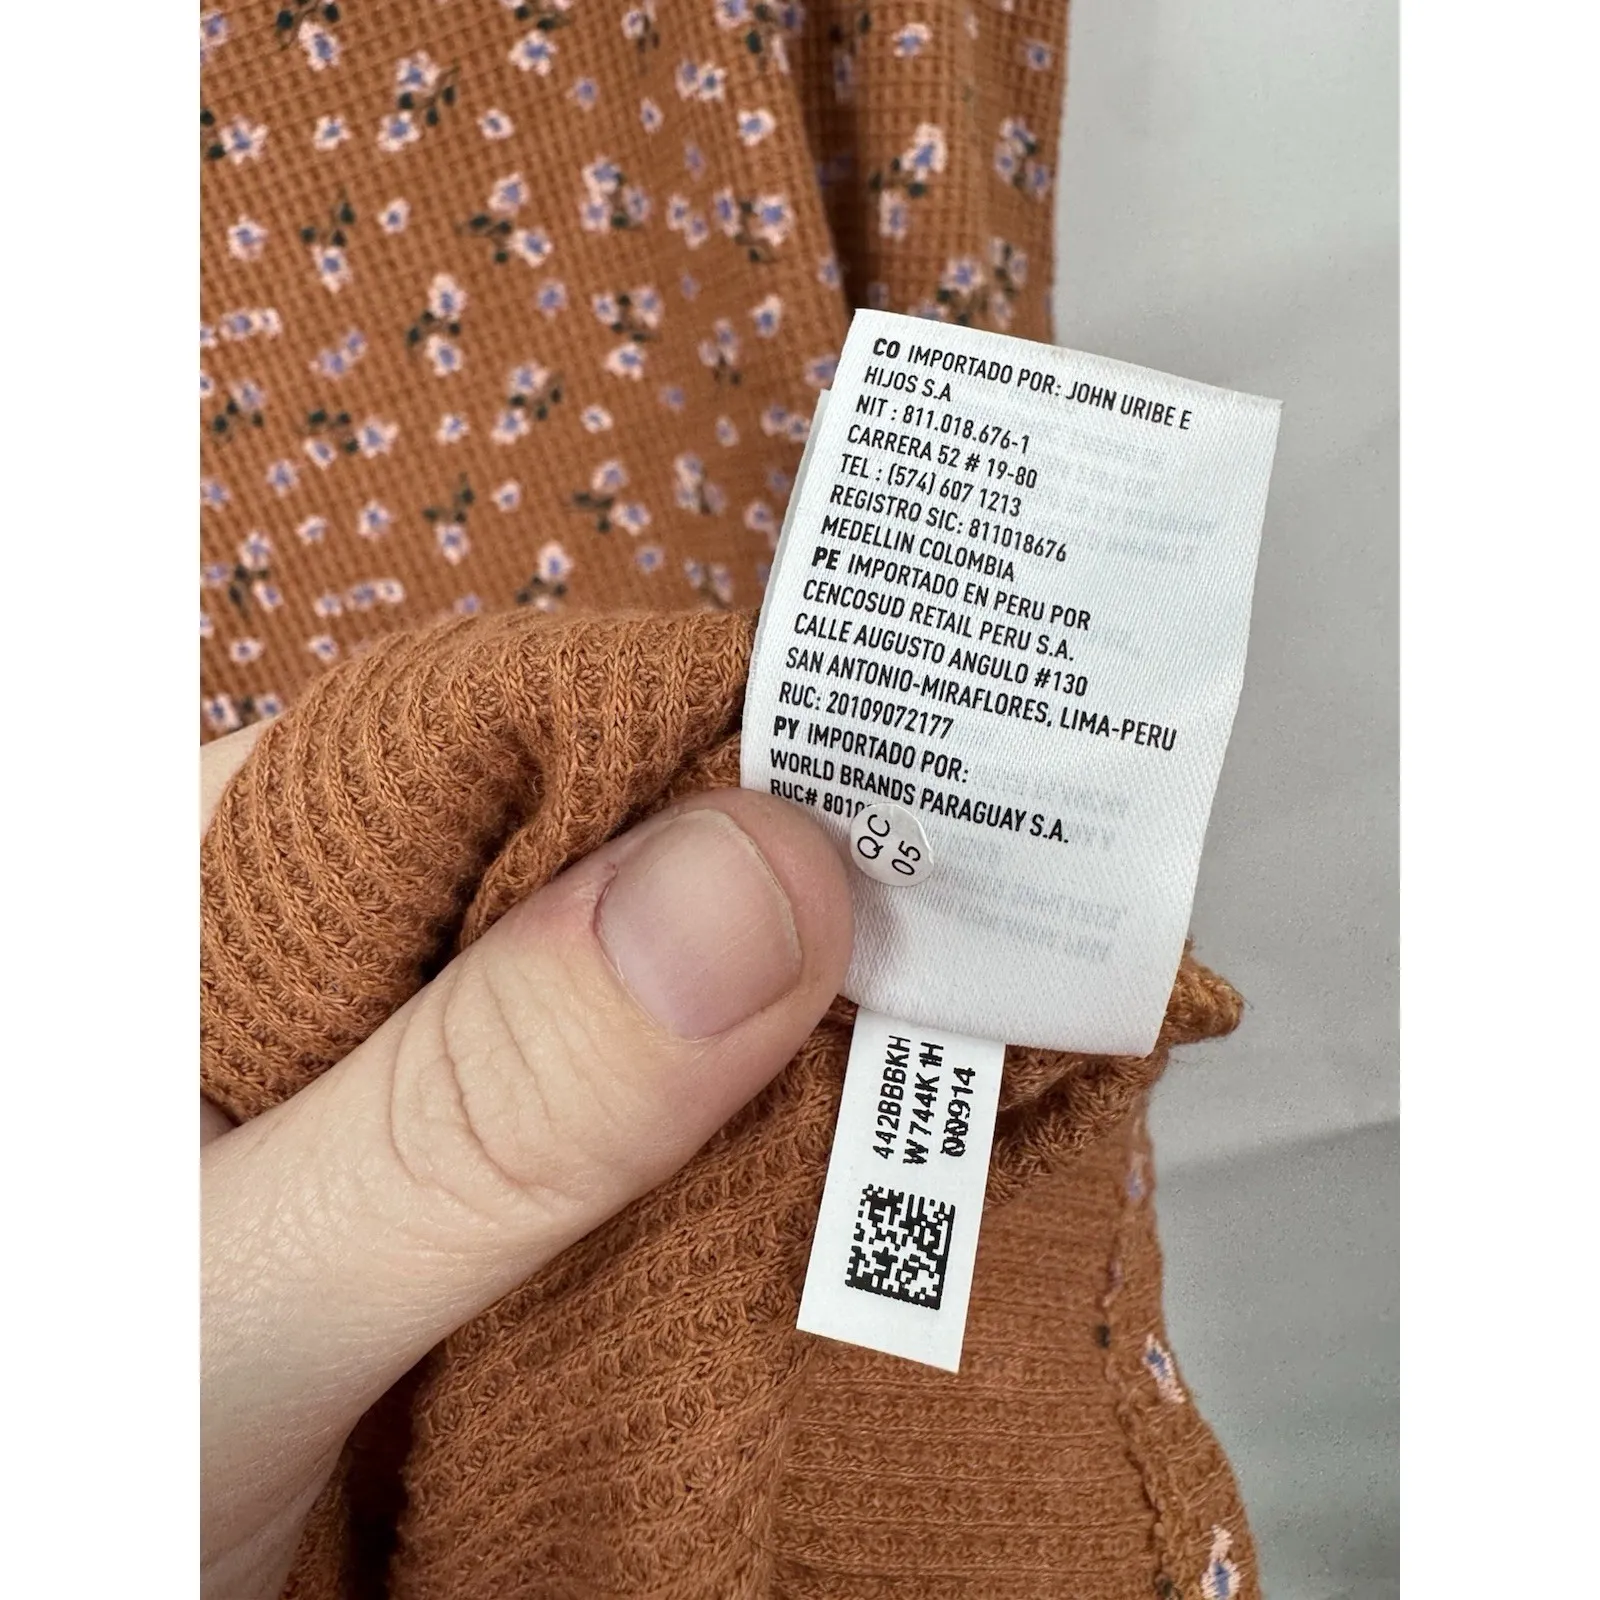 CO IMPORTADO POR: JOHN URIBE E
HIJOS S.A
NIT : 811.018.676-1
CARRERA 52 # 19-80
TEL : (574) 607 1213
REGISTRO SIC: 811018676
MEDELLIN COLOMBIA
PE IMPORTADO EN PERU POR
CENCOSUD RETAIL PERU S.A.
CALLE AUGUSTO ANGULO #130
SAN ANTONIO-MIRAFLORES, LIMA-PERU
RUC: 20109072177
PY IMPORTADO POR:
WORLD BRANDS PARAGUAY S.A.
RUC#
QC
05
442BBBKH
W744K1H
00914